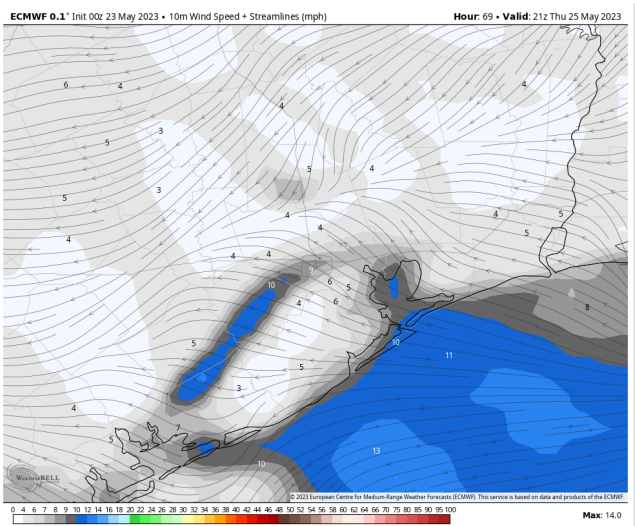 ECMWF 0.1° Init 00z 23 May 2023 • 10m Wind Speed + Streamlines (mph) Hour: 69 • Valid: 21z Thu 25 May 2023
6 4 4
4
3
5
5 4
3
5
4 4 5
4 5
4
4 4
9
10 6 5
4 6
8
5 10 11
5
3
4
7
5
13
10
WeatherBELL
© 2023 European Centre for Medium-Range Weather Forecasts (ECMWF). This service is based on data and products of the ECMWF.
0 4 5 6 7 8 9 10 12 14 15 16 18 20 22 24 25 26 28 30 32 34 35 36 38 40 42 44 46 48 50 52 54 56 58 60 65 70 75 80 85 90 95 100 Max: 14.0